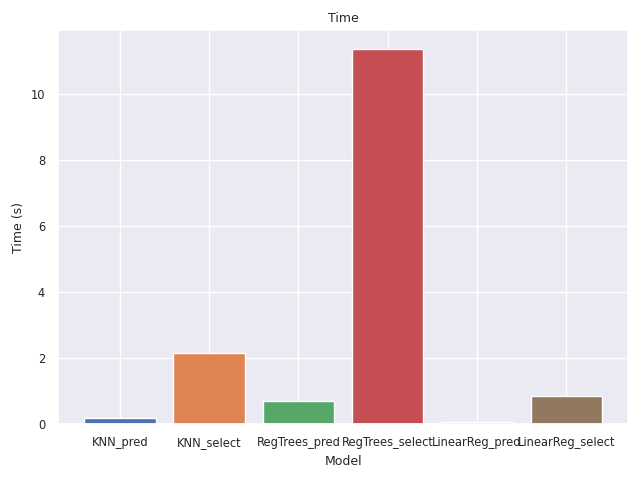 Time
Time (s)
10
8
6
4
2
0
KNN_pred KNN_select RegTrees_pred RegTrees_select LinearReg_pred LinearReg_select
Model